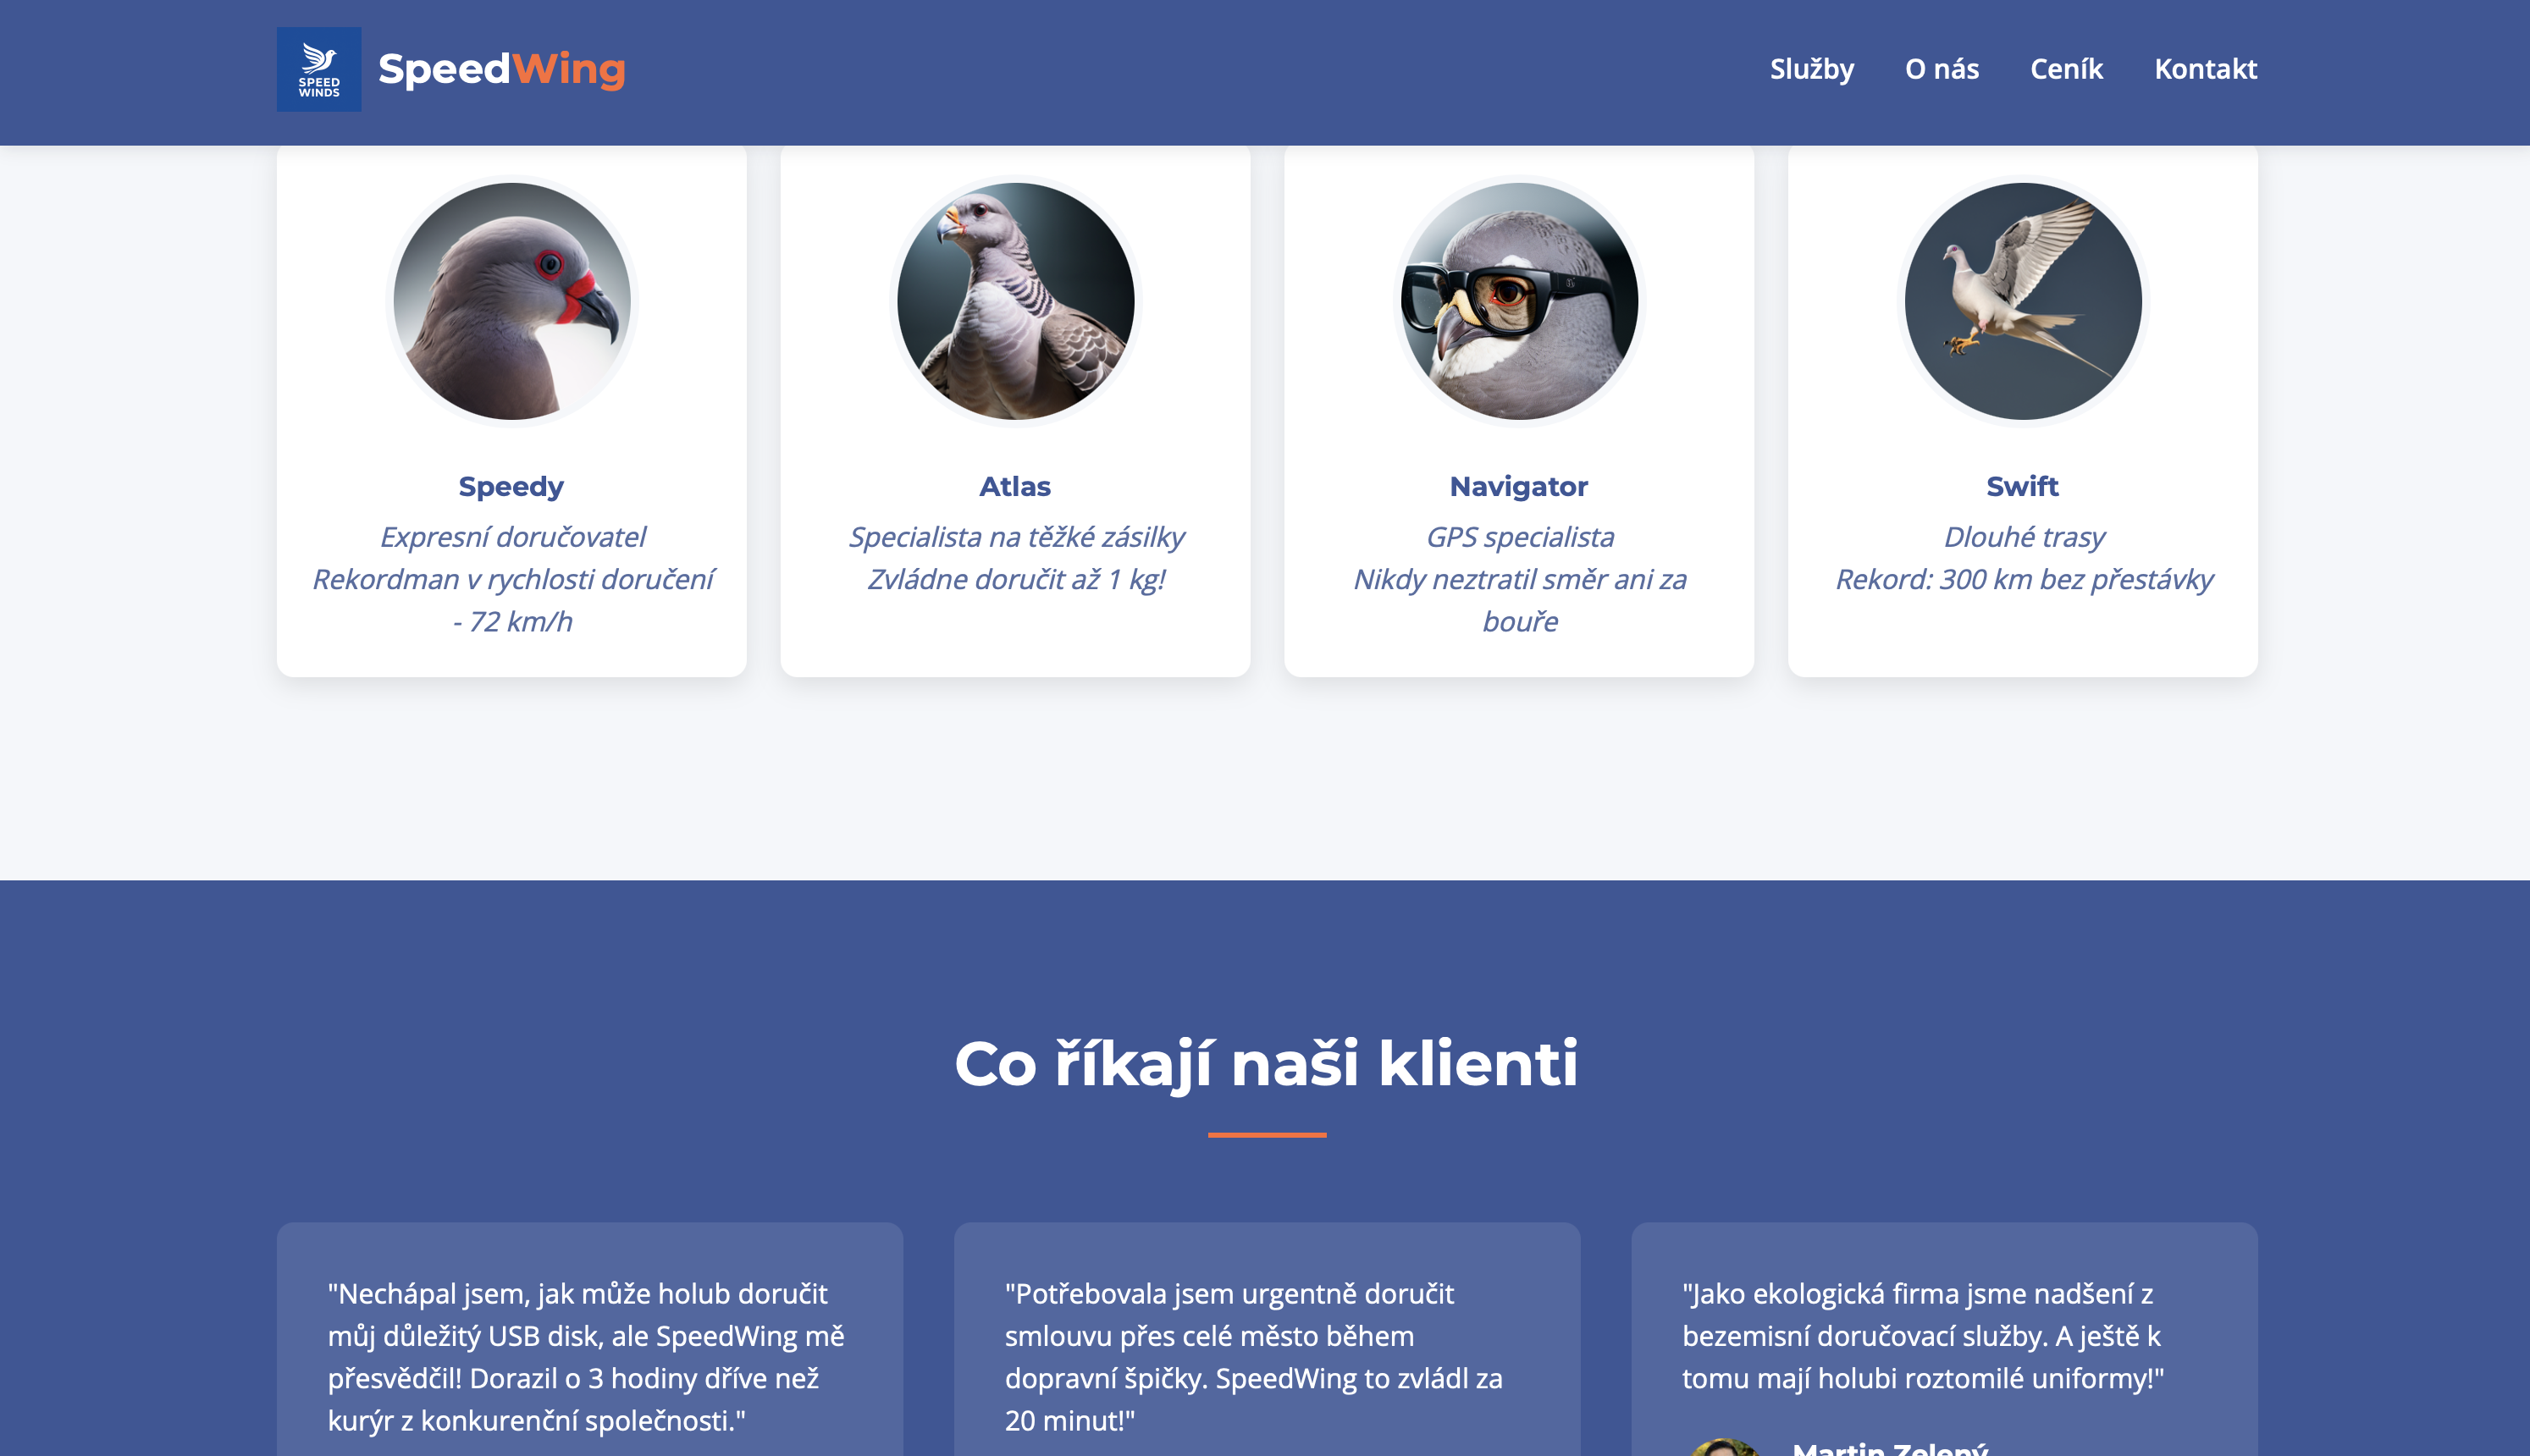 SPEED
WINDS
SpeedWing
Služby
O nás
Ceník
Kontakt
Speedy
Expresní doručovatel
Rekordman v rychlosti doručení
- 72 km/h
Atlas
Specialista na těžké zásilky
Zvládne doručit až 1 kg!
Navigator
GPS specialista
Nikdy neztratil směr ani za
bouře
Swift
Dlouhé trasy
Rekord: 300 km bez přestávky
Co říkají naši klienti
"Nechápal jsem, jak může holub doručit
můj důležitý USB disk, ale SpeedWing mě
přesvědčil! Dorazil o 3 hodiny dříve než
kurýr z konkurenční společnosti."
"Potřebovala jsem urgentně doručit
smlouvu přes celé město během
dopravní špičky. SpeedWing to zvládl za
20 minut!"
"Jako ekologická firma jsme nadšení z
bezemisní doručovací služby. A ještě k
tomu mají holubi roztomilé uniformy!"
Martin Zelený